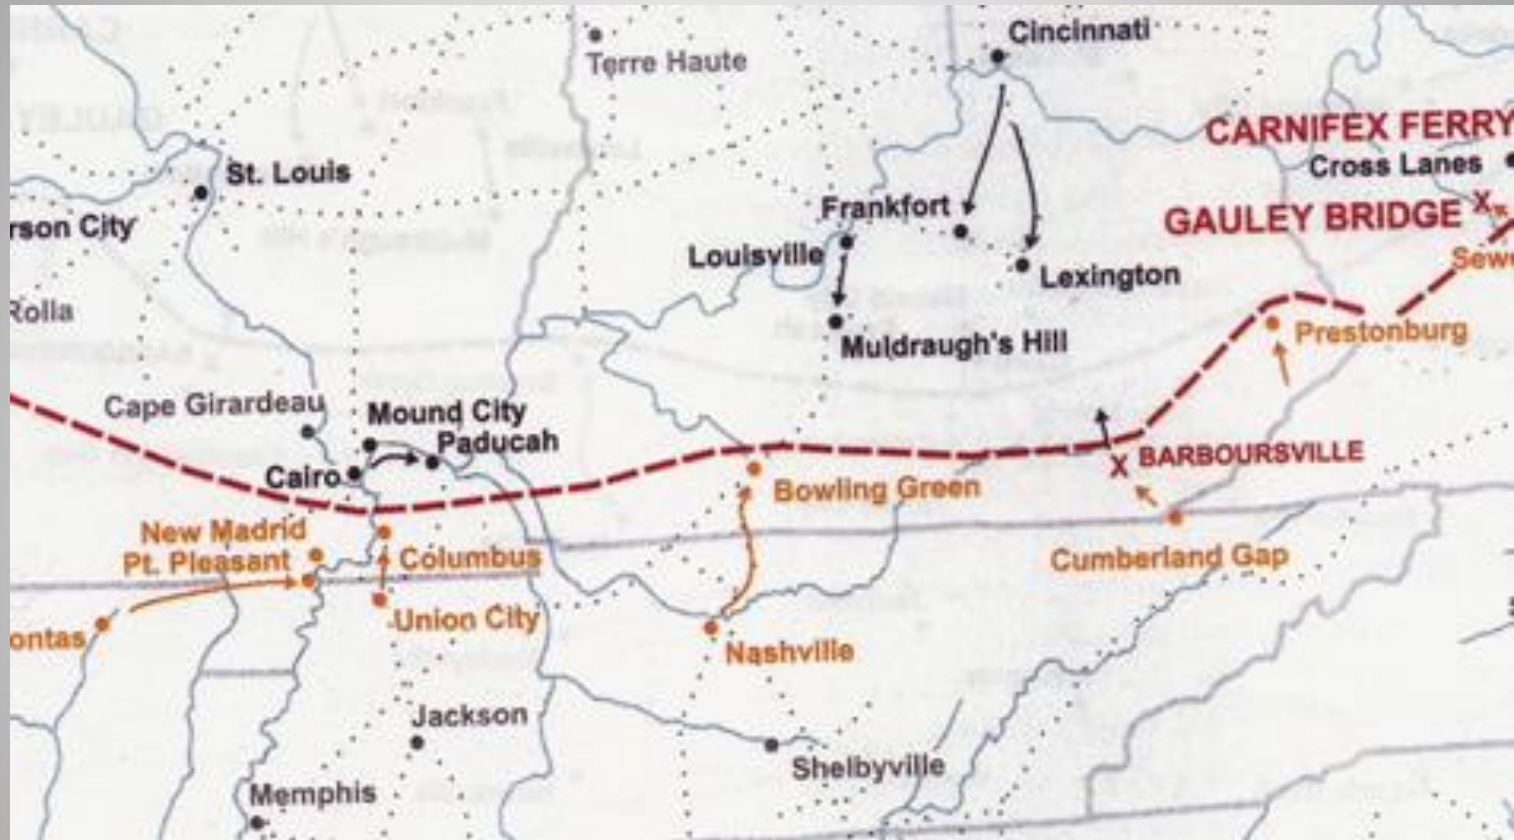 Cincinnati
Terre Haute
CARNIFEX FERRY
Cross Lanes
St. Louis
Frankfort
GAULEY BRIDGE X
rson City
Louisville
Sewe
Lexington
Rolla
Prestonburg
Muldraugh's Hill
Cape Girardeau
Mound City
Paducah
X BARBOURSVILLE
Cairo
Bowling Green
New Madrid
Pt. Pleasant
Columbus
Cumberland Gap
Union City
ontas
Nashville
Jackson
Shelbyville
Memphis